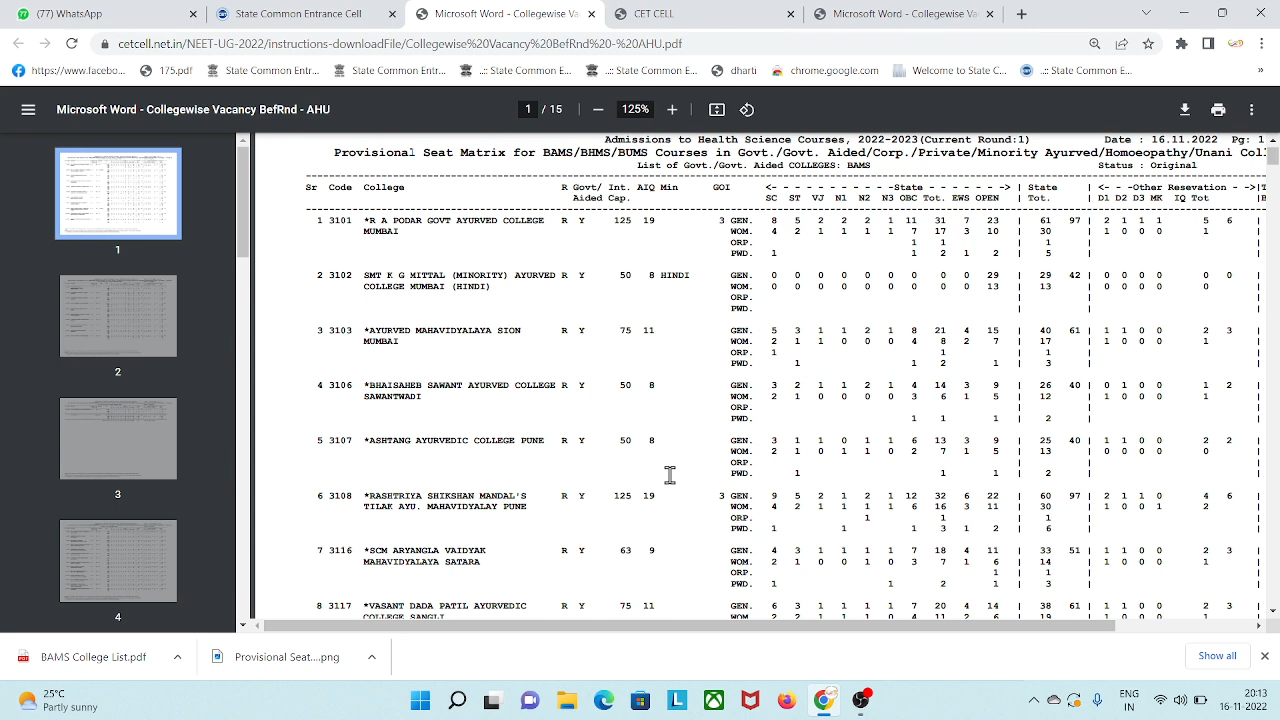 77 WhatsApp State Common Entrance Cell Microsoft Word - Collegewise Va CET CELL Microsoft Word - Collegewise Va
cetcell.net.in/NEET-UG-2022/instructions-downloadFile/Collegewise%20Vacancy%20BefRnd%20-%20AHU.pdf
https://www.facebo... 175.pdf State Common Entr... State Common Entr... .:: State Common E... .:: State Common E... dharti chrome.google.com Welcome to State C... .:: State Common E... »
Microsoft Word - Collegewise Vacancy BefRnd - AHU 1 / 15 125%
Admissions to Health Science Courses, 2022-2023(Current Round:1) Date : 16.11.2022 Pg: 1
Provisional Seat Matrix for BAMS/BHMS/BUMS Courses in Govt./Govt. Aided/Corp./Private/Minority Ayurved/Homeopathy/Unani Col
List of Govt./Govt. Aided COLLEGES: BAMS Status : Original
Sr Code College R Govt/ Int. AIQ Min GOI <- - - - - - - -State - - - - - - - > | State <- - -Other Resevation - ->|T
Aided Cap. SC ST VJ N1 N2 N3 OBC Tot. EWS OPEN | Tot. D1 D2 D3 MK IQ Tot |B
1 3101 *R A PODAR GOVT AYURVED COLLEGE R Y 125 19 3 GEN. 8 5 2 2 2 1 11 31 7 23 | 61 97 | 2 1 1 1 5 6 |
MUMBAI WOM. 4 2 1 1 1 1 7 17 3 10 | 30 | 1 0 0 0 1 |
ORP. 1 1 | 1 |
PWD. 1 1 2 1 2 | 5 |
2 3102 SMT K G MITTAL (MINORITY) AYURVED R Y 50 8 HINDI GEN. 0 0 0 0 0 0 0 0 0 29 | 29 42 | 0 0 0 0 0 0 |
COLLEGE MUMBAI (HINDI) WOM. 0 0 0 0 0 0 0 0 0 13 | 13 | 0 0 0 0 0 |
ORP. |
PWD. |
3 3103 *AYURVED MAHAVIDYALAYA SION R Y 75 11 GEN. 5 3 1 1 2 1 8 21 4 15 | 40 61 | 1 1 0 0 1 3 |
MUMBAI WOM. 2 1 1 0 0 0 4 8 2 7 | 17 | 1 0 0 0 1 |
ORP. 1 1 | 1 |
PWD. 1 1 2 1 | 3 |
4 3106 *BHAISAHEB SAWANT AYURVED COLLEGE R Y 50 8 GEN. 3 2 1 1 2 1 4 14 3 9 | 26 40 | 1 0 0 0 1 2 |
SAWANTWADI WOM. 0 0 0 3 | | 1 0 0 0 1 |
ORP. |
PWD. 1 1 1 | 2 |
5 3107 *ASHTANG AYURVEDIC COLLEGE PUNE R Y 50 8 GEN. 3 1 1 0 1 1 6 13 3 9 | 25 40 | 1 1 0 0 2 2 |
WOM. 2 1 0 1 1 0 2 7 1 5 | 13 | 0 0 0 0 0 |
ORP. |
PWD. 1 1 1 | 2 |
6 3108 *RASHTRIYA SHIKSHAN MANDAL'S R Y 125 19 3 GEN. 9 5 2 1 2 1 12 32 6 22 | 60 97 | 2 1 1 0 4 6 |
TILAK AYU. MAHAVIDYALAY PUNE WOM. 4 2 1 1 1 1 6 16 3 11 | 30 | 1 0 0 1 2 |
ORP. 1 1 | 1 |
PWD. 1 1 3 1 2 | 6 |
7 3116 *SCM ARYANGLA VAIDYAK R Y 63 9 GEN. 4 1 1 1 7 18 4 11 | 33 51 | 1 1 0 0 2 3 |
MAHAVIDYALAYA SATARA WOM. 2 1 0 1 1 0 3 7 1 6 | 14 | 1 0 0 0 1 |
ORP. 1 | 1 |
PWD. 1 1 2 1 | 3 |
8 3117 *VASANT DADA PATIL AYURVEDIC R Y 75 11 GEN. 6 3 1 1 1 1 7 20 4 14 | 38 61 | 1 1 0 0 2 3 |
COLLEGE SANGLI WOM. 2 2 1 1 1 0 4 11 2 6 | 19 | 1 0 0 0 1 |
1
2
3
4
BAMS College List.pdf Provisional Seat....png Show all
25°C
Partly sunny
ENG
IN
20:13
16-11-2022